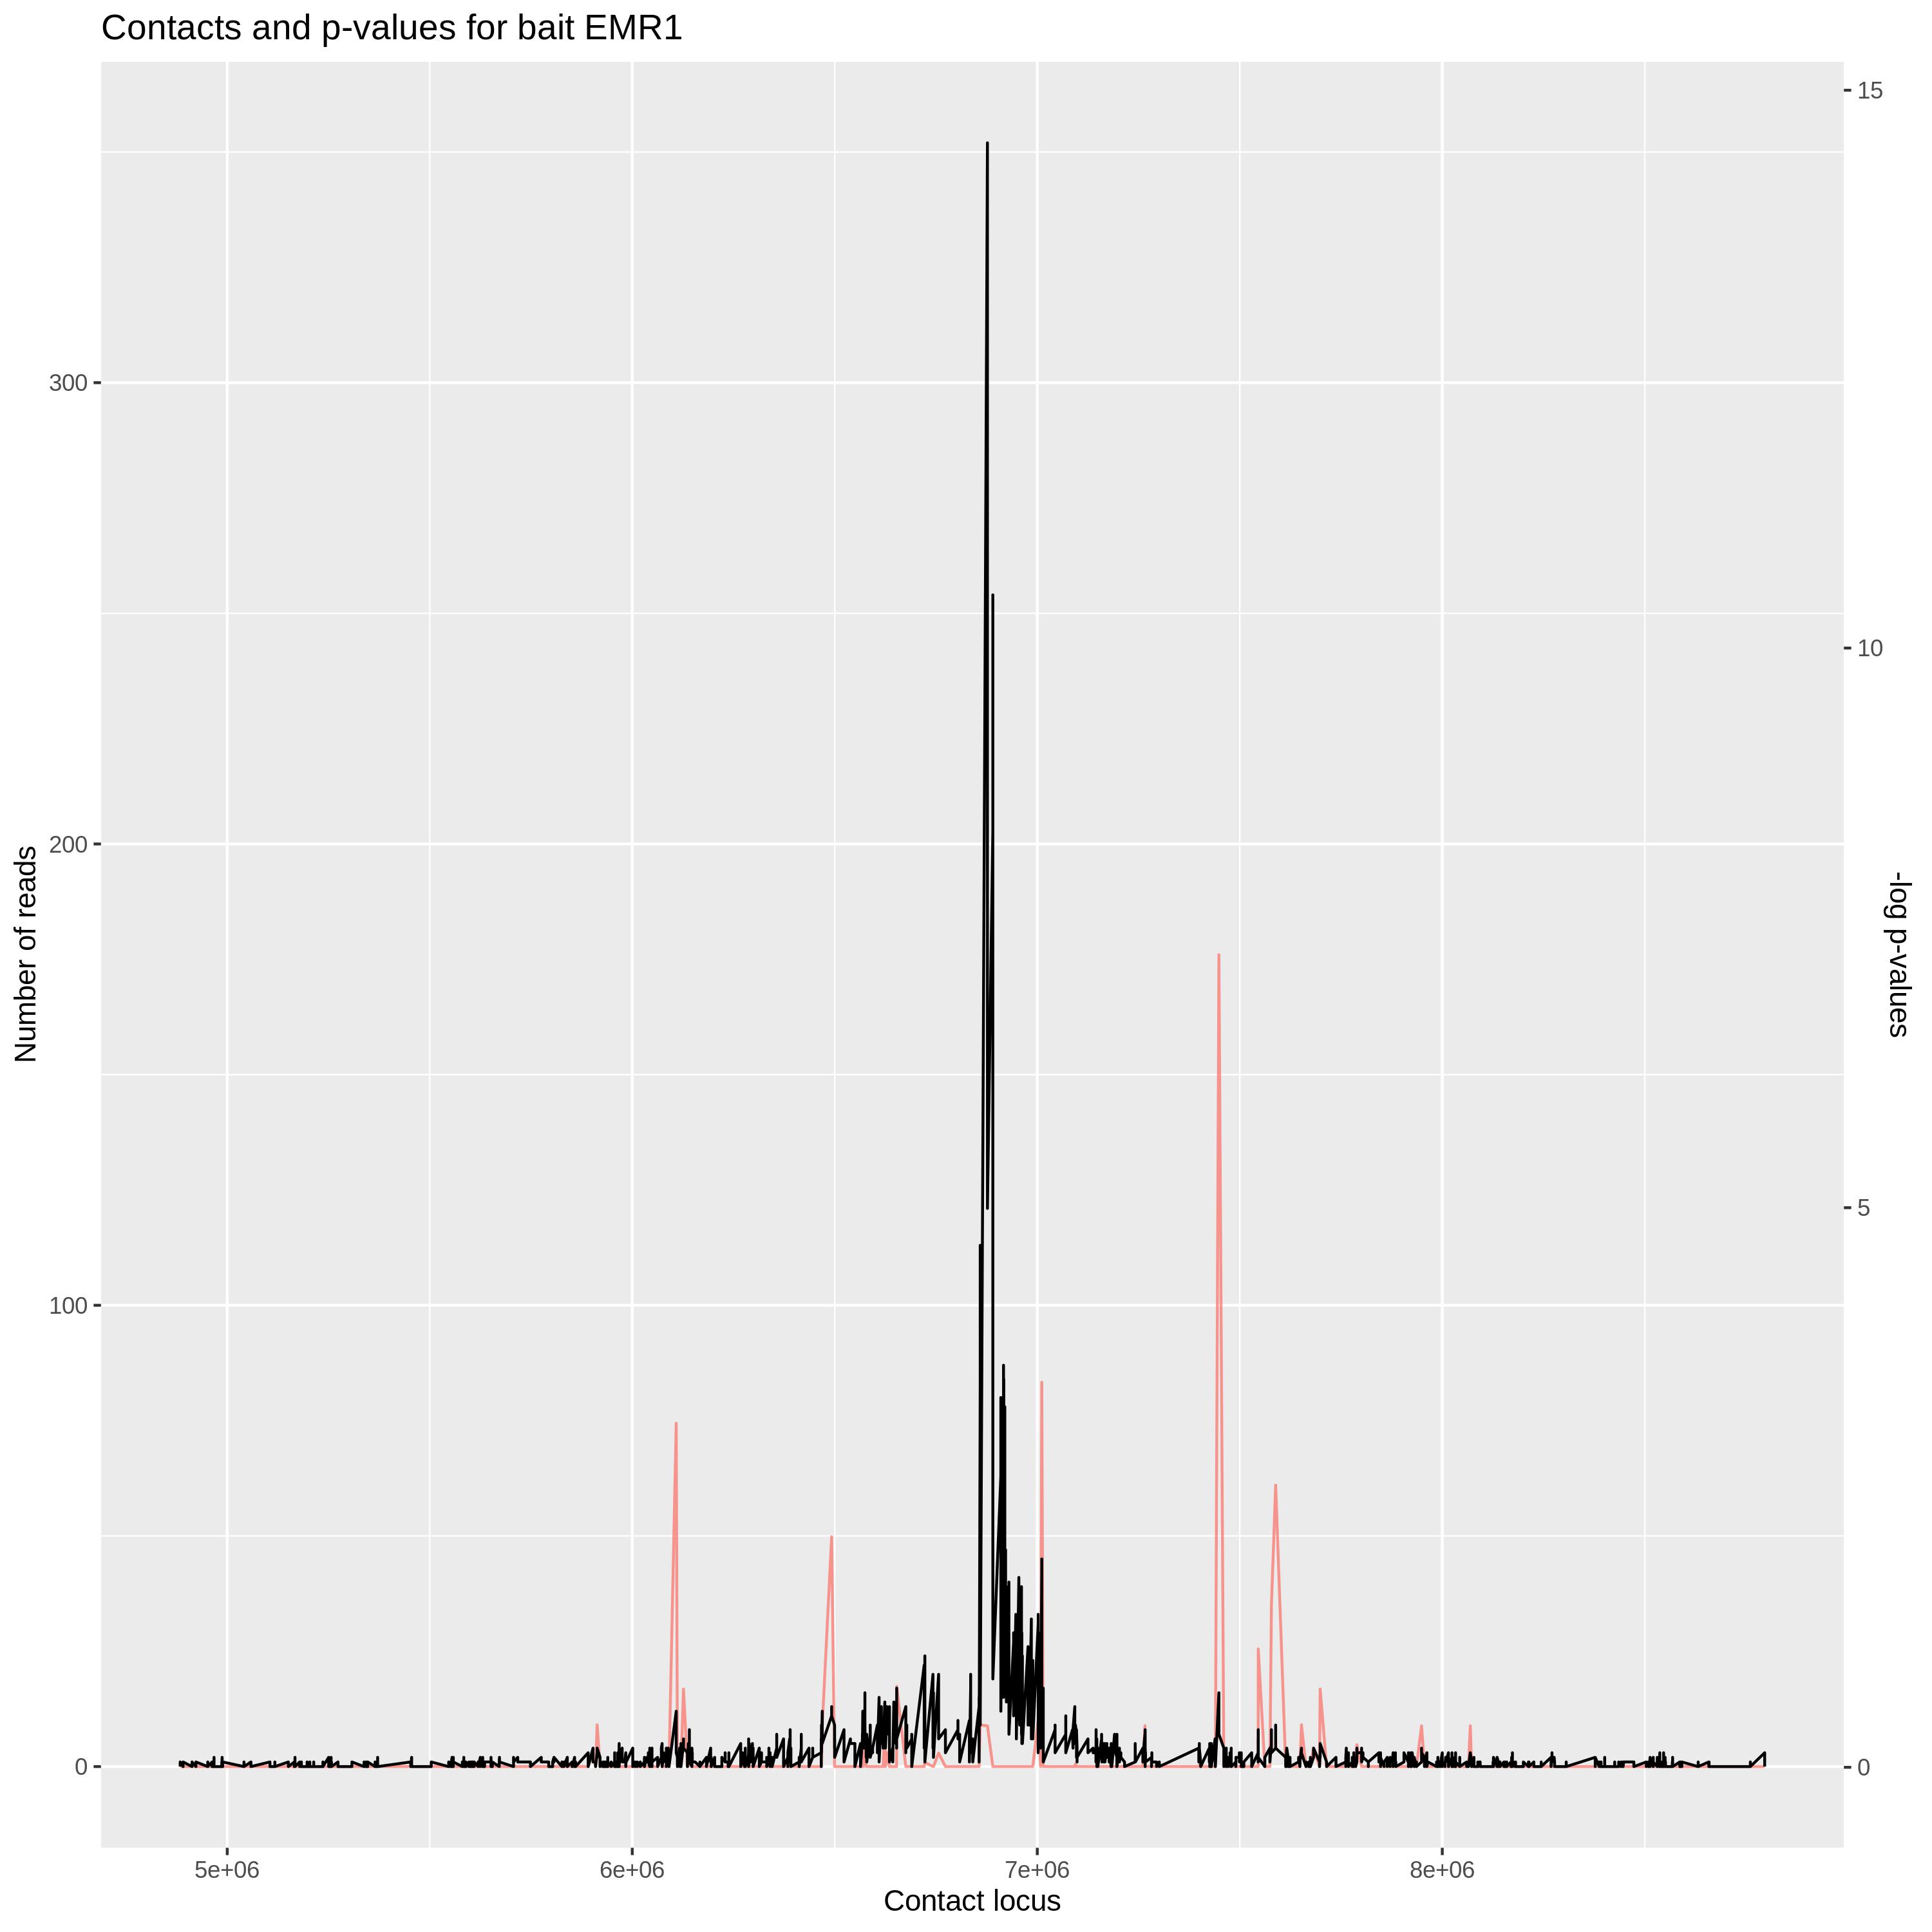 Contacts and p-values for bait EMR1
15
300
10
200
Number of reads
-log p-values
5
100
0
0
5e+06
6e+06
7e+06
8e+06
Contact locus